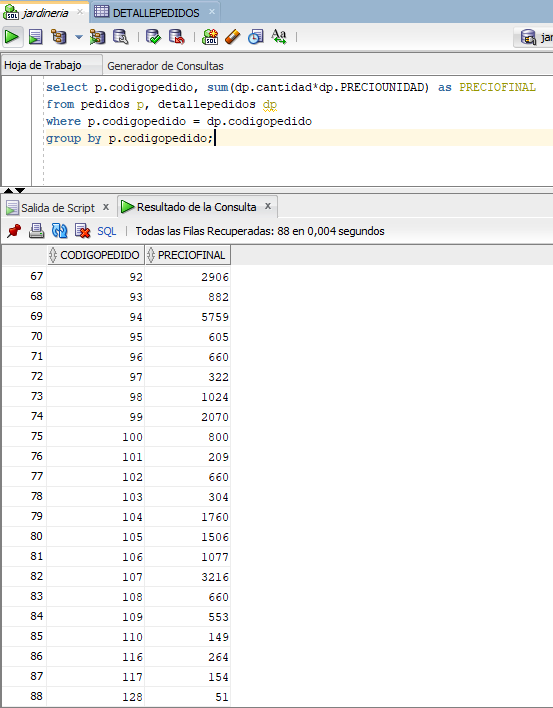 jardineria
DETALLEPEDIDOS
SQL
Aa
jar
Hoja de Trabajo
Generador de Consultas
select p.codigopedido, sum(dp.cantidad*dp.PRECIOUNIDAD) as PRECIOFINAL
from pedidos p, detallepedidos dp
where p.codigopedido = dp.codigopedido
group by p.codigopedido;
Salida de Script x
Resultado de la Consulta x
SQL | Todas las Filas Recuperadas: 88 en 0,004 segundos
CODIGOPEDIDO PRECIOFINAL
67 92 2906
68 93 882
69 94 5759
70 95 605
71 96 660
72 97 322
73 98 1024
74 99 2070
75 100 800
76 101 209
77 102 660
78 103 304
79 104 1760
80 105 1506
81 106 1077
82 107 3216
83 108 660
84 109 553
85 110 149
86 116 264
87 117 154
88 128 51